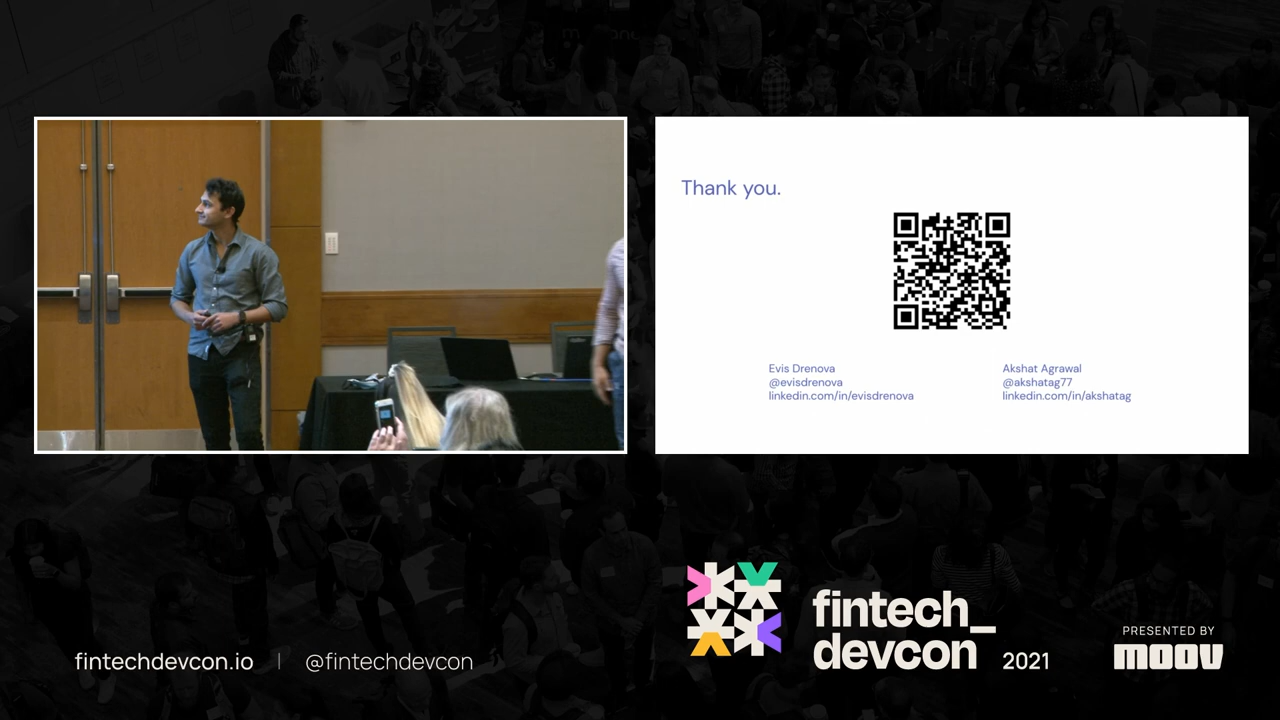 Thank you.
Evis Drenova
@evisdrenova
linkedin.com/in/evisdrenova
Akshat Agrawal
@akshatag77
linkedin.com/in/akshatag
fintechdevcon.io | @fintechdevcon
fintech_
devcon 2021
PRESENTED BY
moov